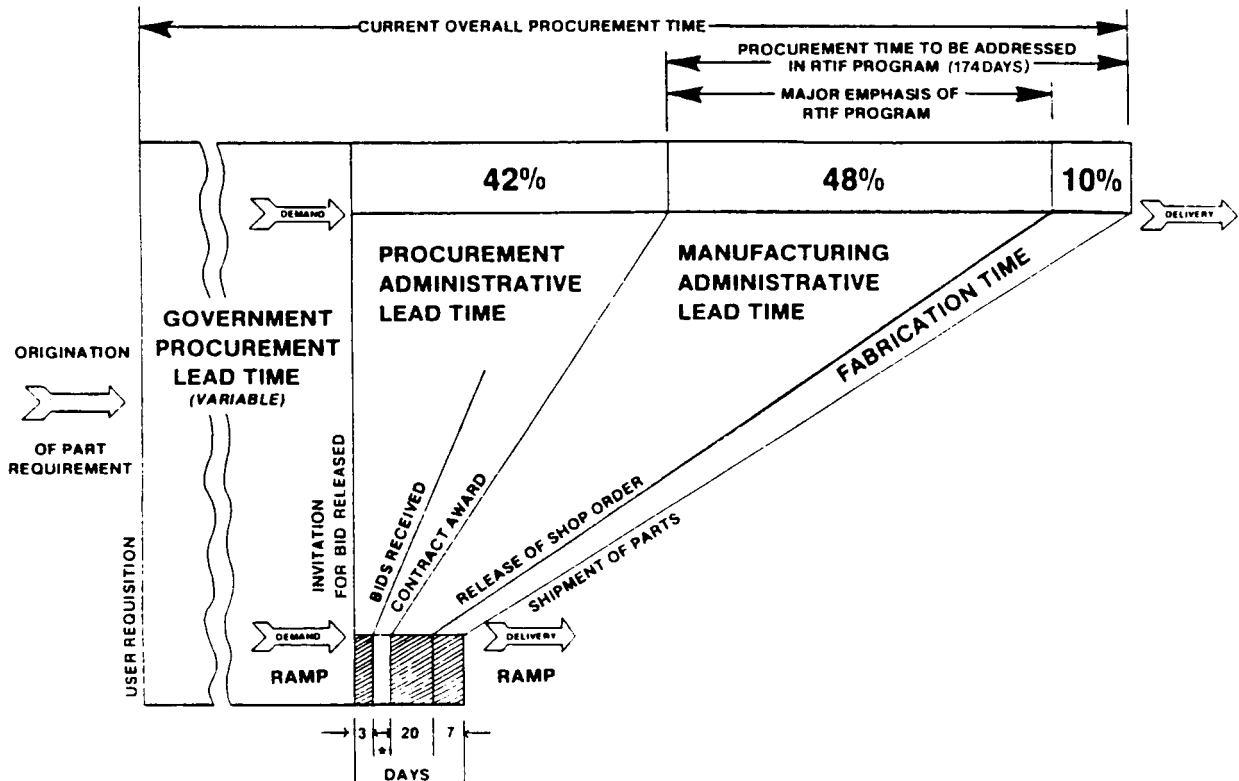 CURRENT OVERALL PROCUREMENT TIME
PROCUREMENT TIME TO BE ADDRESSED
IN RTIF PROGRAM (174 DAYS)
MAJOR EMPHASIS OF
RTIF PROGRAM
42%
48%
10%
DEMAND
DELIVERY
PROCUREMENT
ADMINISTRATIVE
LEAD TIME
MANUFACTURING
ADMINISTRATIVE
LEAD TIME
FABRICATION TIME
GOVERNMENT
PROCUREMENT
LEAD TIME
(VARIABLE)
ORIGINATION
OF PART
REQUIREMENT
USER REQUISITION
INVITATION
FOR BID RELEASED
BIDS RECEIVED
CONTRACT AWARD
RELEASE OF SHOP ORDER
SHIPMENT OF PARTS
DEMAND
DELIVERY
RAMP
RAMP
3
*
20
7
DAYS